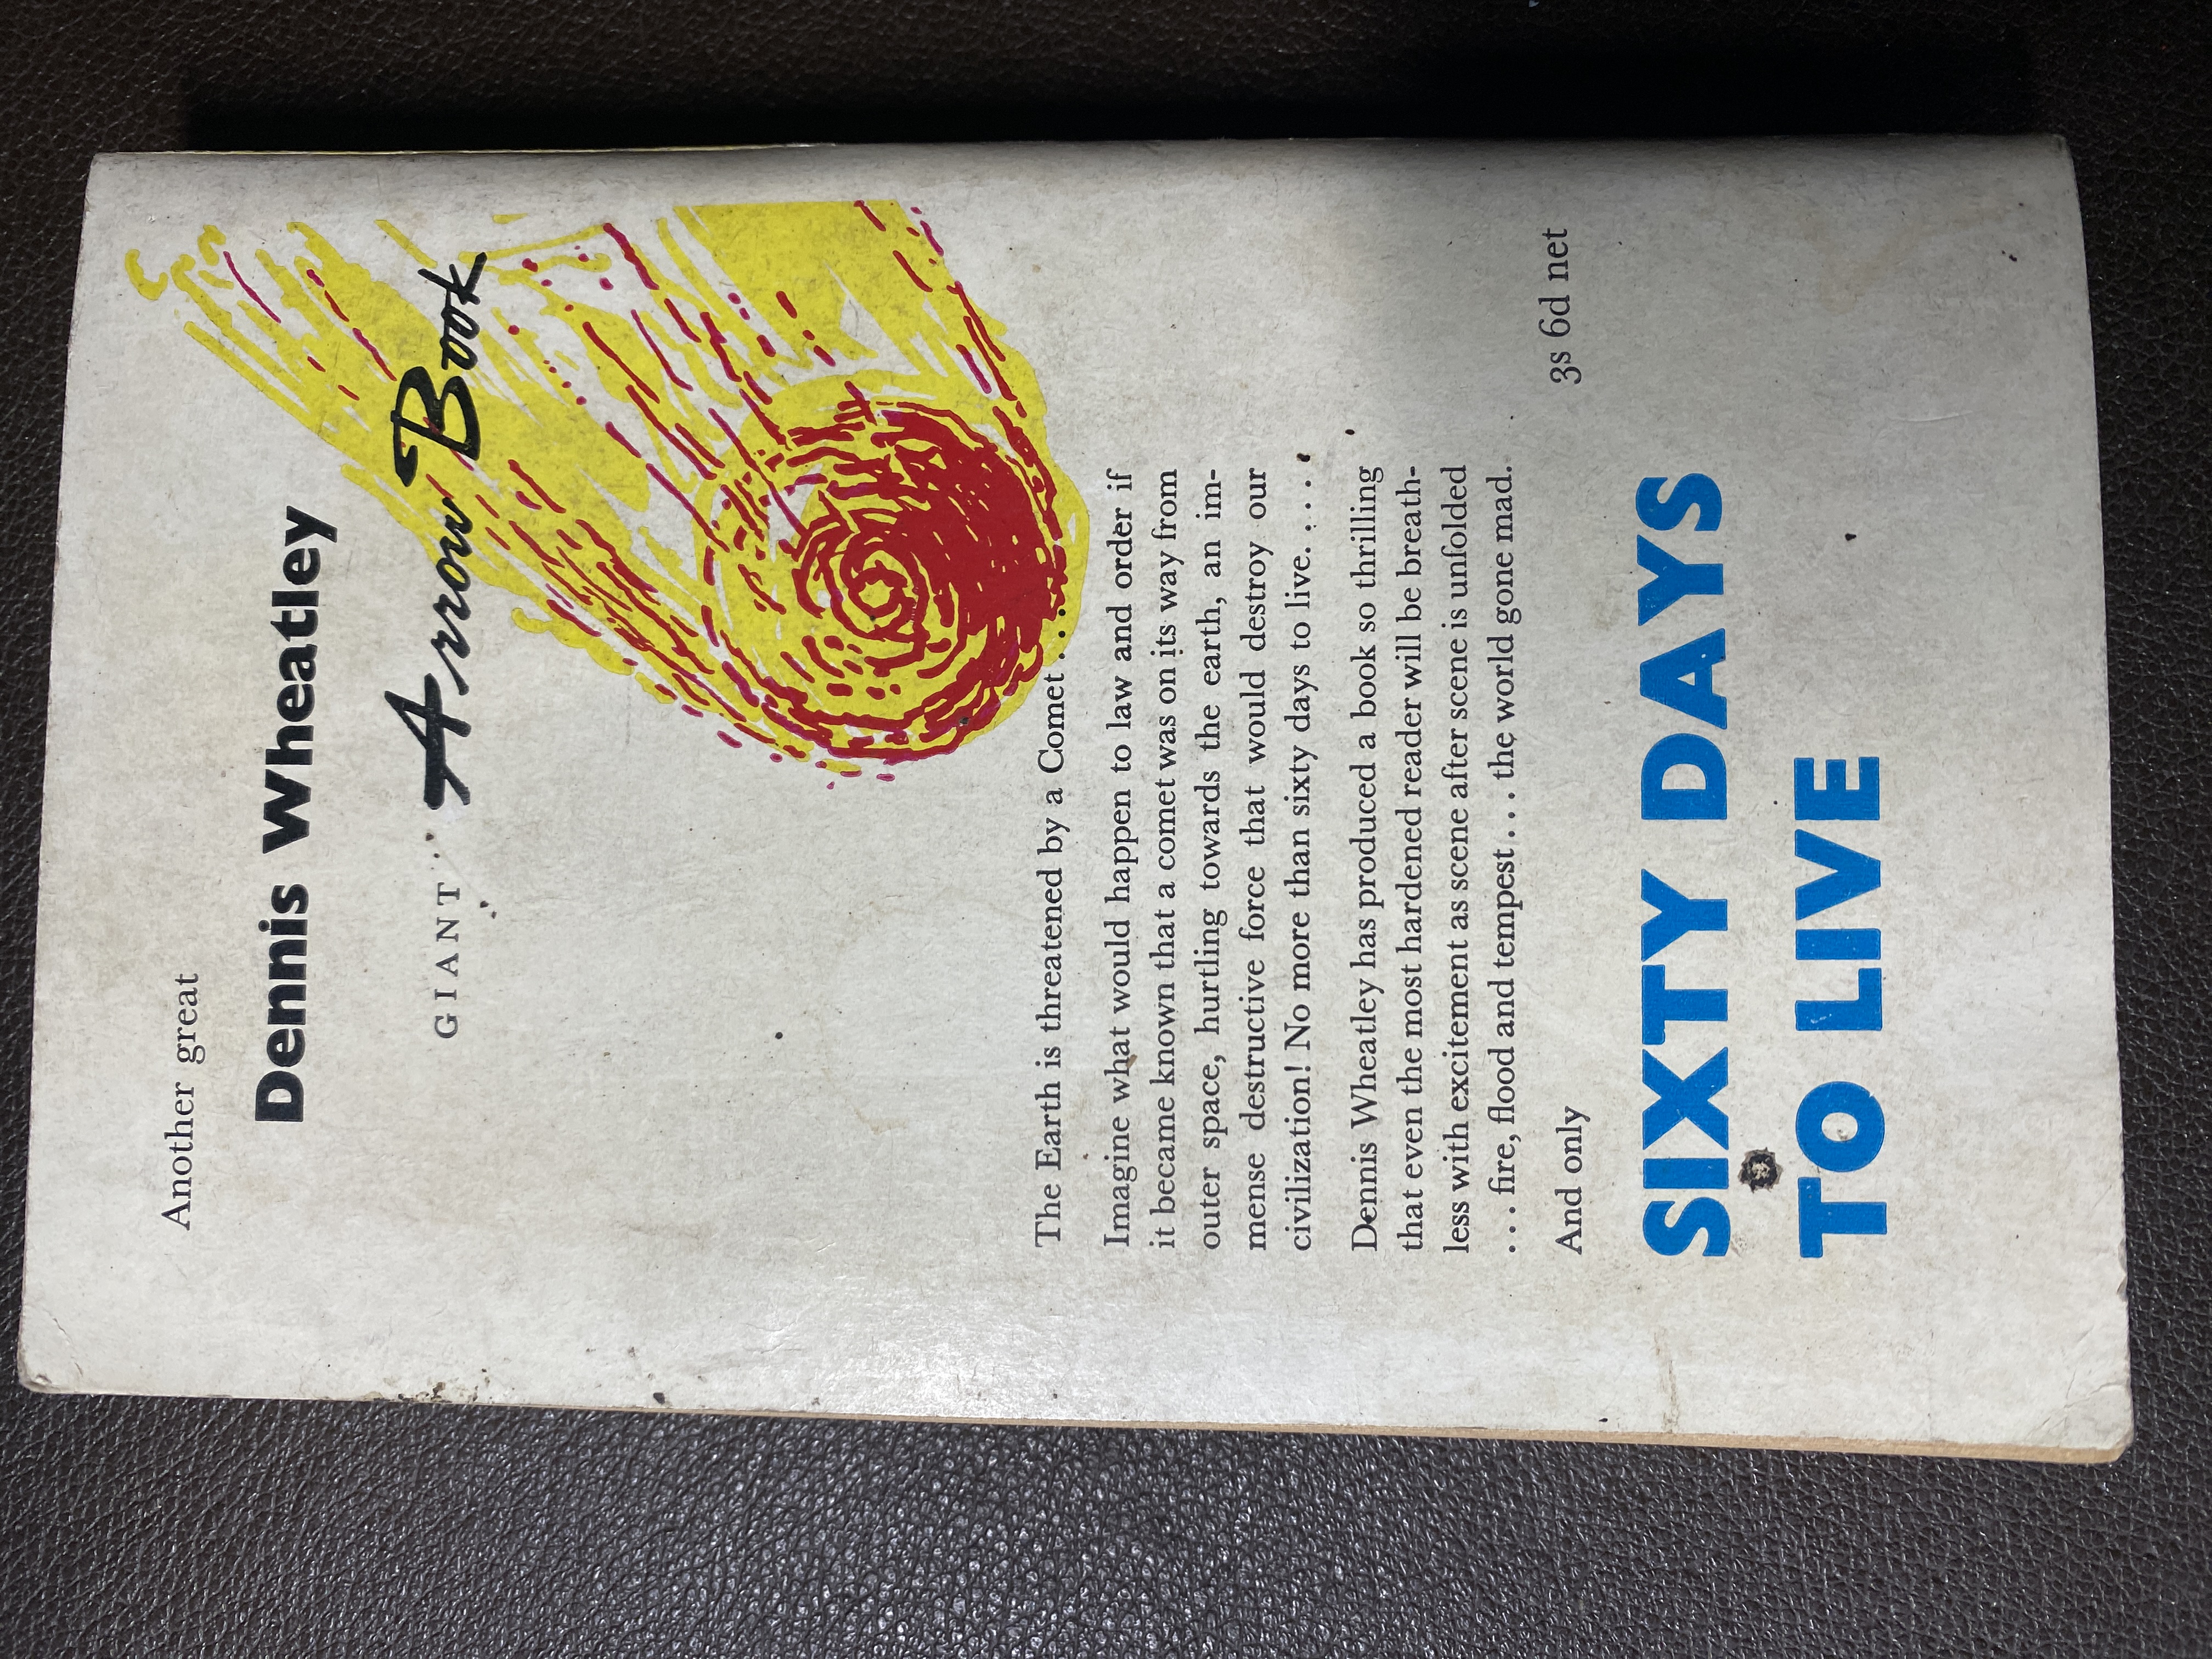 Another great
Dennis Wheatley
GIANT Arrow Book
The Earth is threatened by a Comet . . . .
Imagine what would happen to law and order if
it became known that a comet was on its way from
outer space, hurtling towards the earth, an im-
mense destructive force that would destroy our
civilization! No more than sixty days to live. . . . .
Dennis Wheatley has produced a book so thrilling
that even the most hardened reader will be breath-
less with excitement as scene after scene is unfolded
. . . . fire, flood and tempest. . . . the world gone mad.
And only 3s 6d net
SIXTY DAYS
TO LIVE